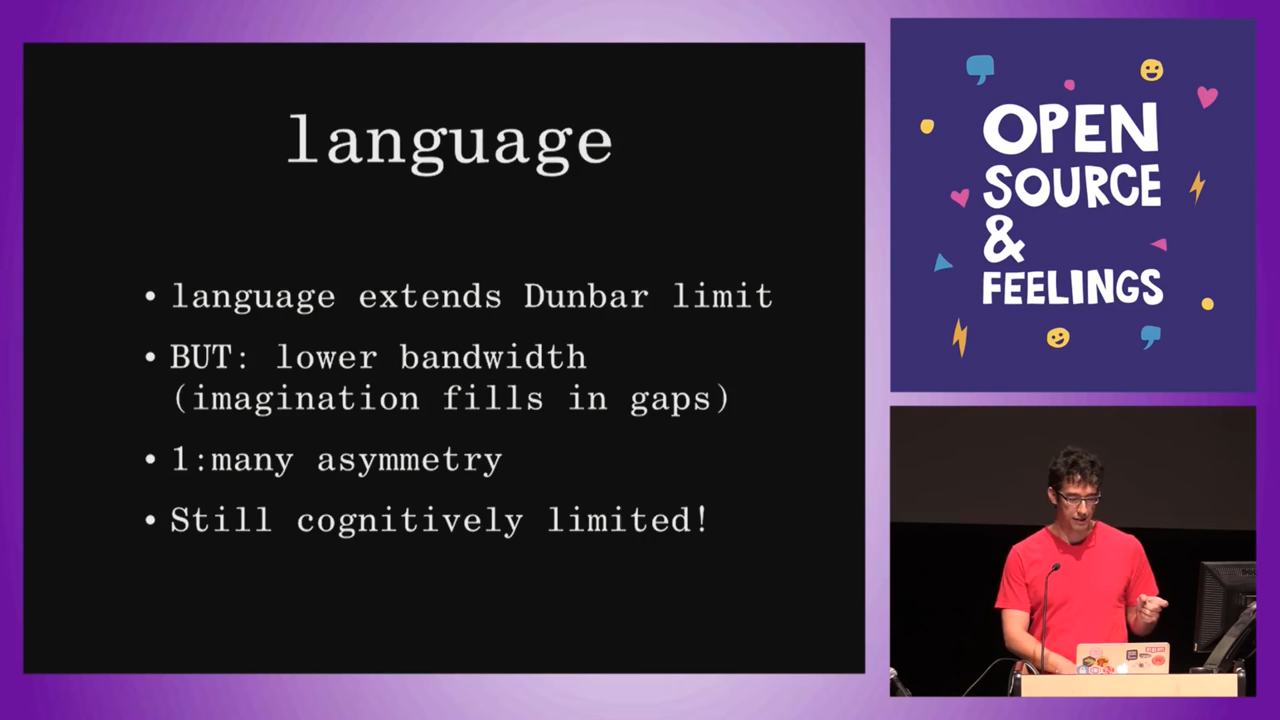 language
• language extends Dunbar limit
• BUT: lower bandwidth
(imagination fills in gaps)
• 1:many asymmetry
• Still cognitively limited!
OPEN
SOURCE
&
FEELINGS